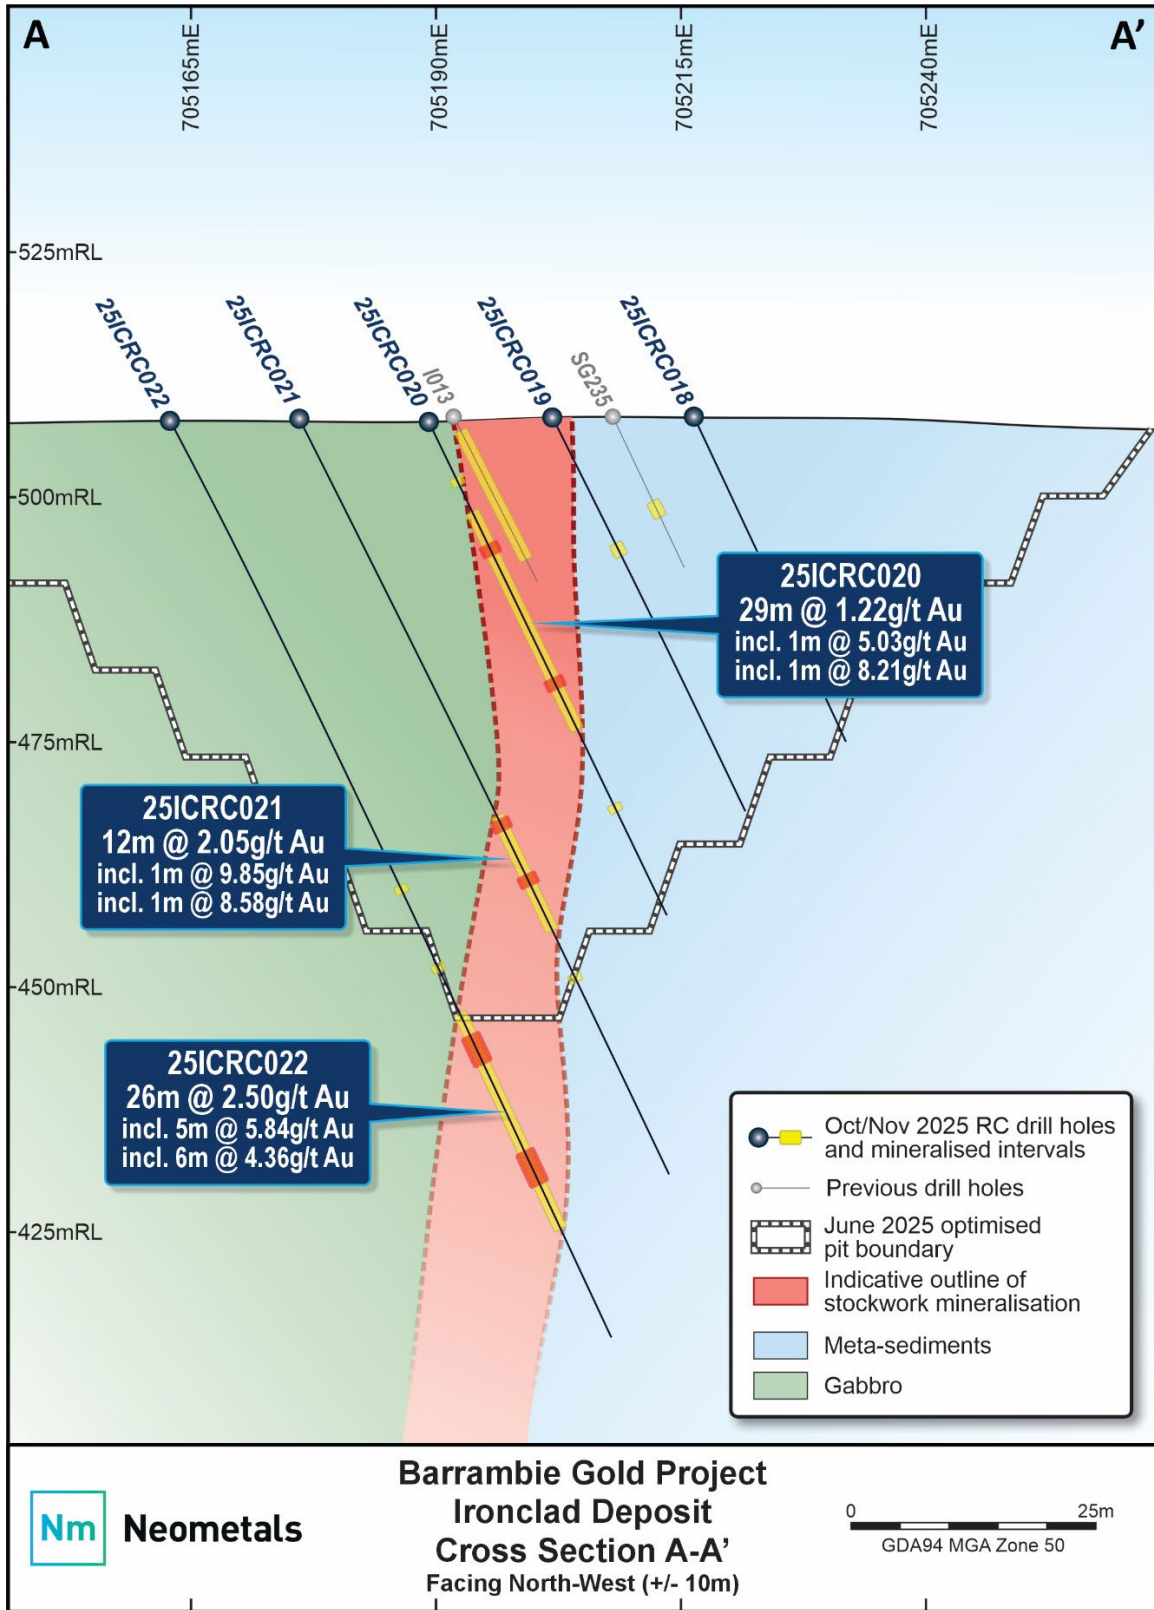 A
705165mE
705190mE
705215mE
705240mE
A'
525mRL
25ICRC022
25ICRC021
25ICRC020
I013
25ICRC019
SG235
25ICRC018
500mRL
25ICRC020
29m @ 1.22g/t Au
incl. 1m @ 5.03g/t Au
incl. 1m @ 8.21g/t Au
475mRL
25ICRC021
12m @ 2.05g/t Au
incl. 1m @ 9.85g/t Au
incl. 1m @ 8.58g/t Au
450mRL
25ICRC022
26m @ 2.50g/t Au
incl. 5m @ 5.84g/t Au
incl. 6m @ 4.36g/t Au
425mRL
Oct/Nov 2025 RC drill holes
and mineralised intervals
Previous drill holes
June 2025 optimised
pit boundary
Indicative outline of
stockwork mineralisation
Meta-sediments
Gabbro
Nm Neometals
Barrambie Gold Project
Ironclad Deposit
Cross Section A-A'
Facing North-West (+/- 10m)
0 25m
GDA94 MGA Zone 50